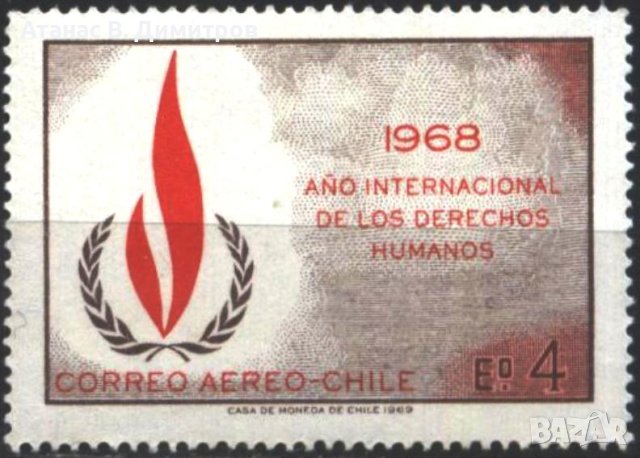 Атанас В. Димитров
1968
AÑO INTERNACIONAL
DE LOS DERECHOS
HUMANOS
Eº 4
CORREO AEREO-CHILE
CASA DE MONEDA DE CHILE 1969
BAZAR